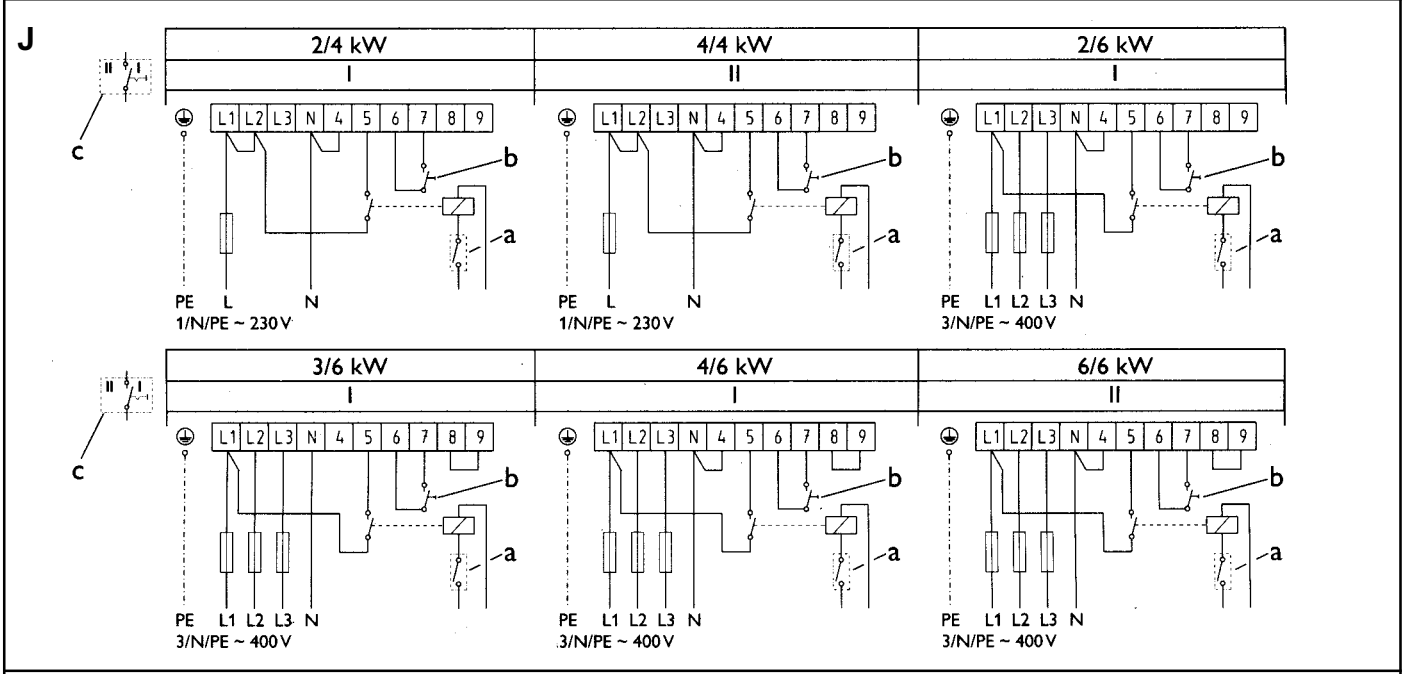 J
2/4 kW 4/4 kW 2/6 kW
II I
I II I
L1 L2 L3 N 4 5 6 7 8 9 L1 L2 L3 N 4 5 6 7 8 9 L1 L2 L3 N 4 5 6 7 8 9
c b b b
a a a
PE L N PE L N PE L1 L2 L3 N
1/N/PE ~ 230 V 1/N/PE ~ 230 V 3/N/PE ~ 400 V
3/6 kW 4/6 kW 6/6 kW
II I
I I II
L1 L2 L3 N 4 5 6 7 8 9 L1 L2 L3 N 4 5 6 7 8 9 L1 L2 L3 N 4 5 6 7 8 9
c b b b
a a a
PE L1 L2 L3 N PE L1 L2 L3 N PE L1 L2 L3 N
3/N/PE ~ 400 V 3/N/PE ~ 400 V 3/N/PE ~ 400 V